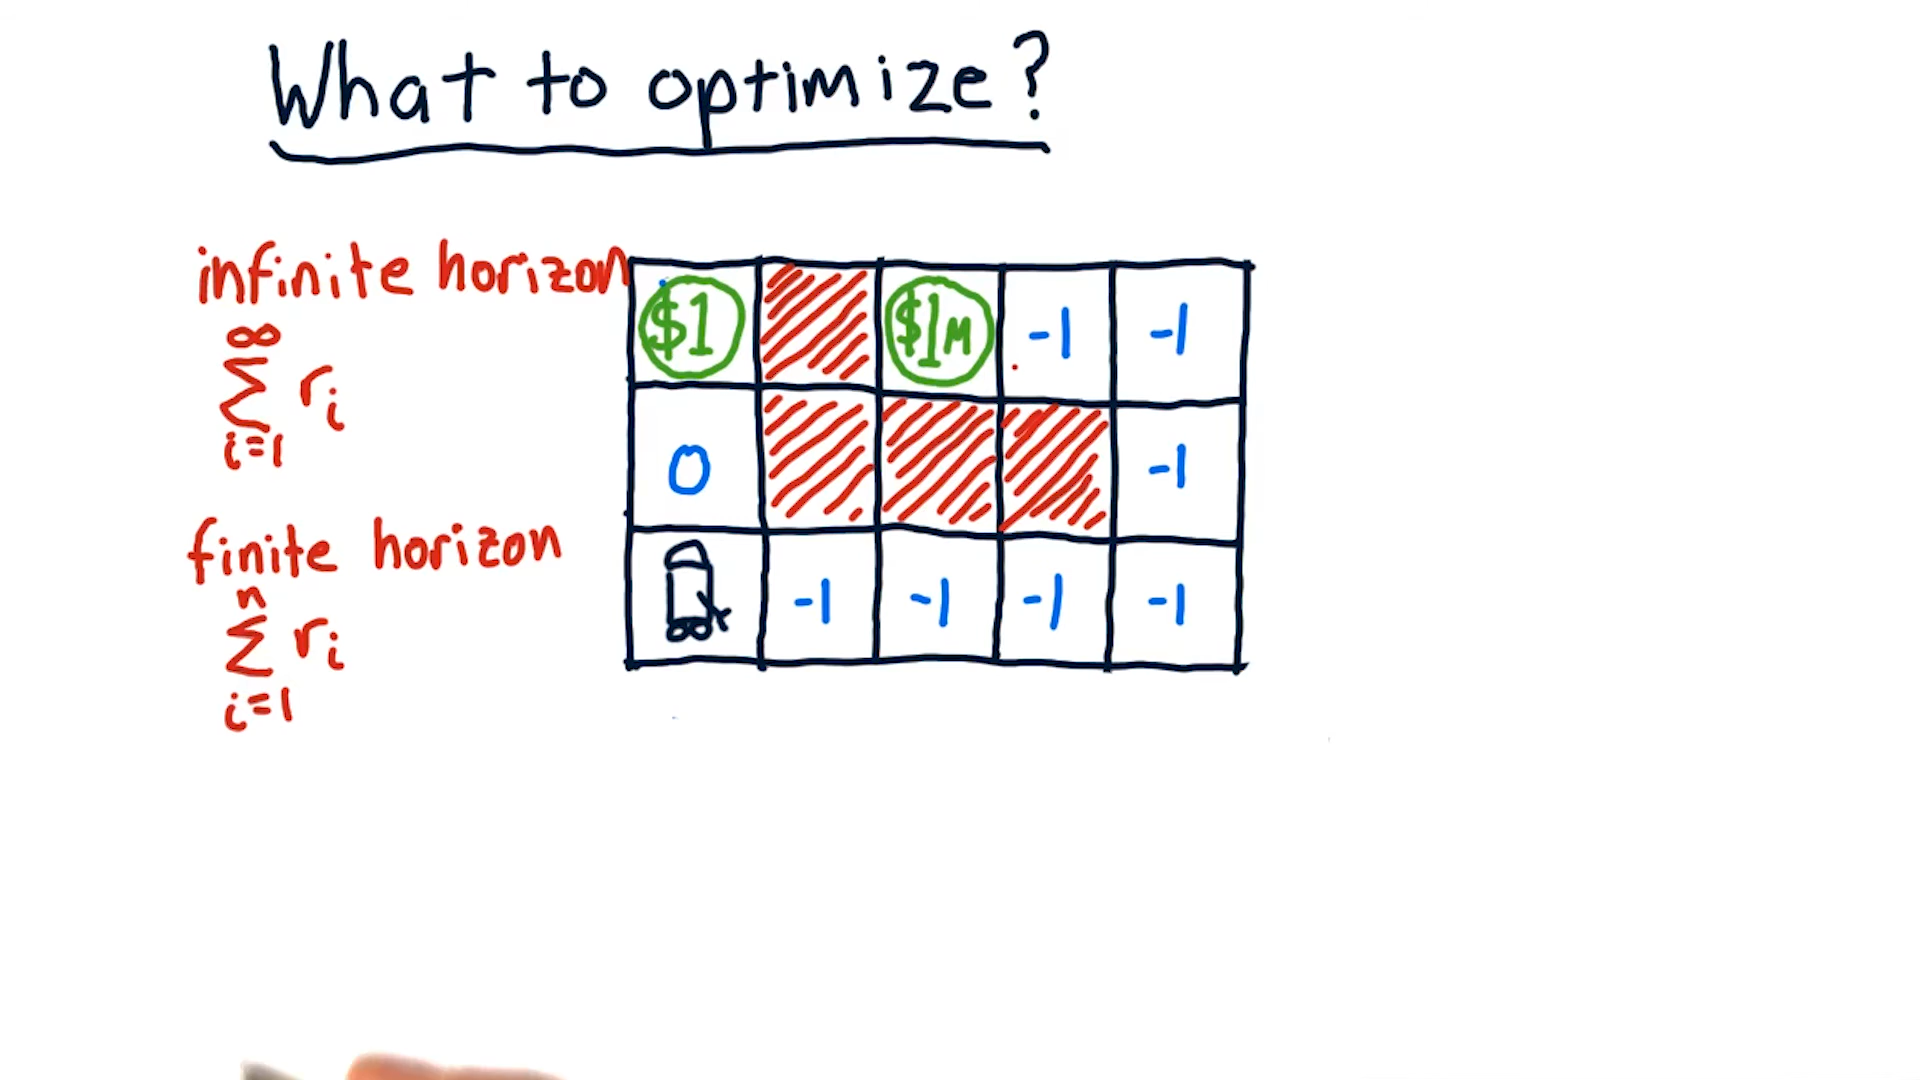 What to optimize?
infinite horizon
∞
Σ ri
i=1
finite horizon
n
Σ ri
i=1
$1 $1M -1 -1
0 -1
-1 -1 -1 -1